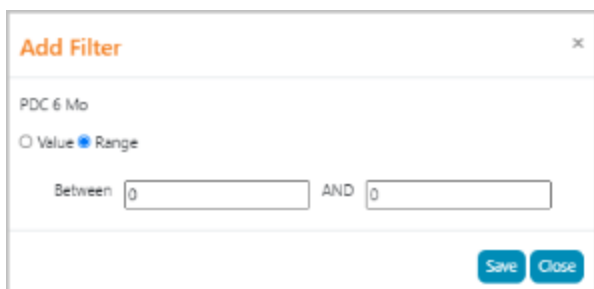 Add Filter ×
PDC 6 Mo
Value Range
Between 0 AND 0
Save Close